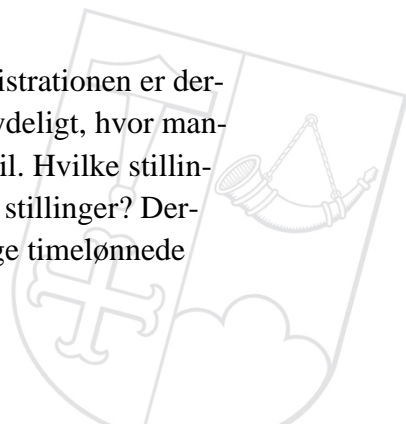 istrationen er der-
ydeligt, hvor man-
il. Hvilke stillin-
stillinger? Der-
ge timelønnede